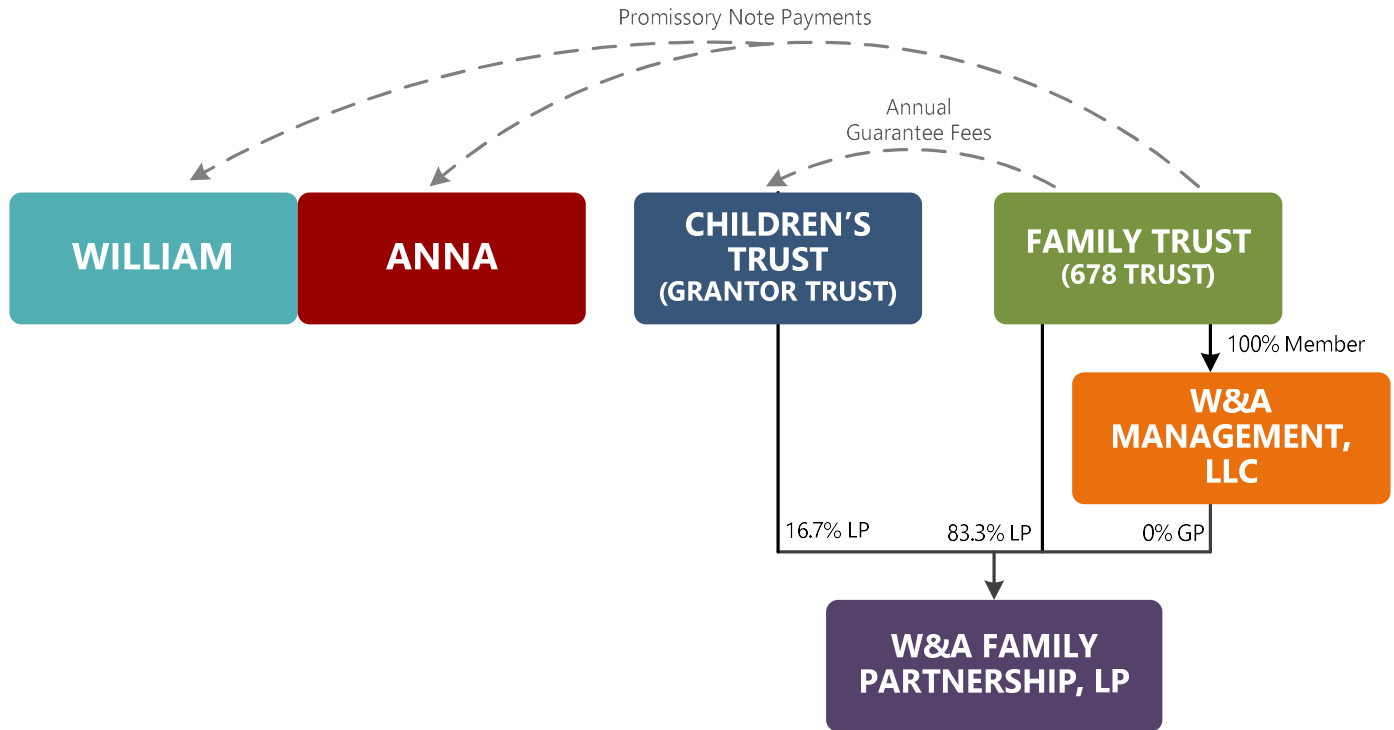 Promissory Note Payments
Annual
Guarantee Fees
WILLIAM
ANNA
CHILDREN’S
TRUST
(GRANTOR TRUST)
FAMILY TRUST
(678 TRUST)
100% Member
W&A
MANAGEMENT,
LLC
16.7% LP
83.3% LP
0% GP
W&A FAMILY
PARTNERSHIP, LP